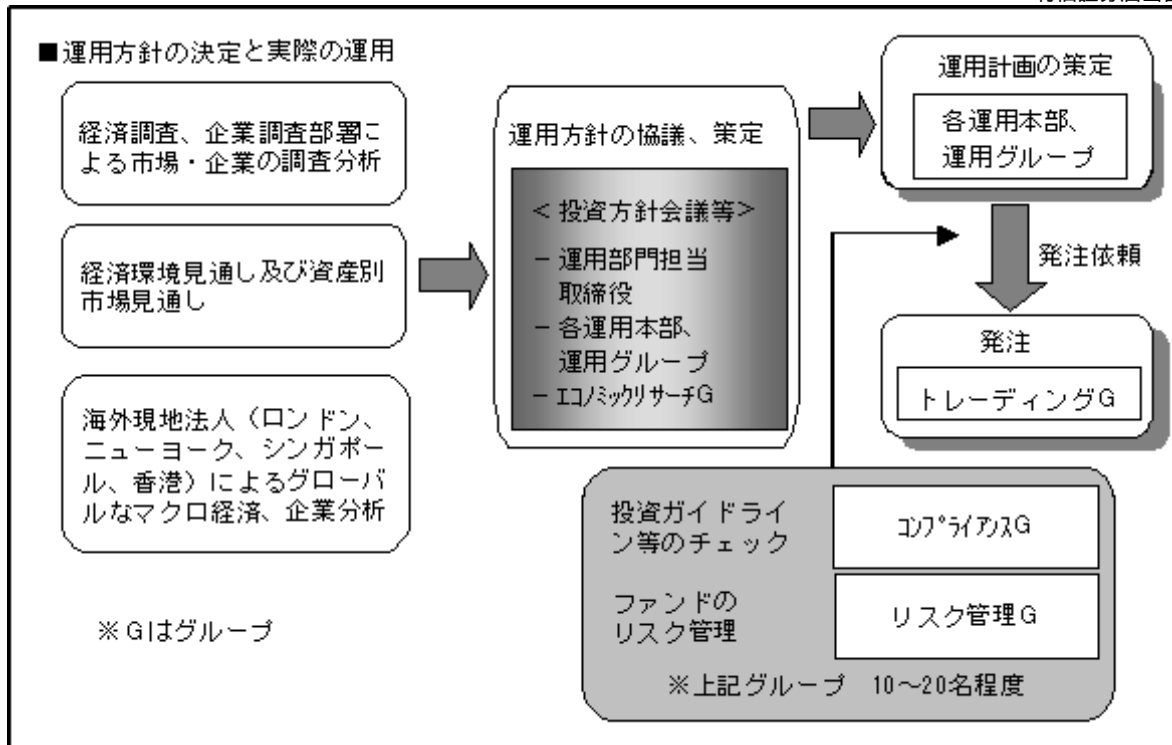 ■運用方針の決定と実際の運用
経済調査、企業調査部署に
よる市場・企業の調査分析
経済環境見通し及び資産別
市場見通し
海外現地法人（ロンドン、
ニューヨーク、シンガポー
ル、香港）によるグローバ
ルなマクロ経済、企業分析
※Gはグループ
運用方針の協議、策定
＜投資方針会議等＞
－運用部門担当
取締役
－各運用本部、
運用グループ
－ｴｺﾉﾐｯｸﾘｻｰﾁG
運用計画の策定
各運用本部、
運用グループ
発注依頼
発注
トレーディングG
投資ガイドライ
ン等のチェック
ｺﾝﾌﾟﾗｲｱﾝｽG
ファンドの
リスク管理
リスク管理G
※上記グループ 10～20名程度